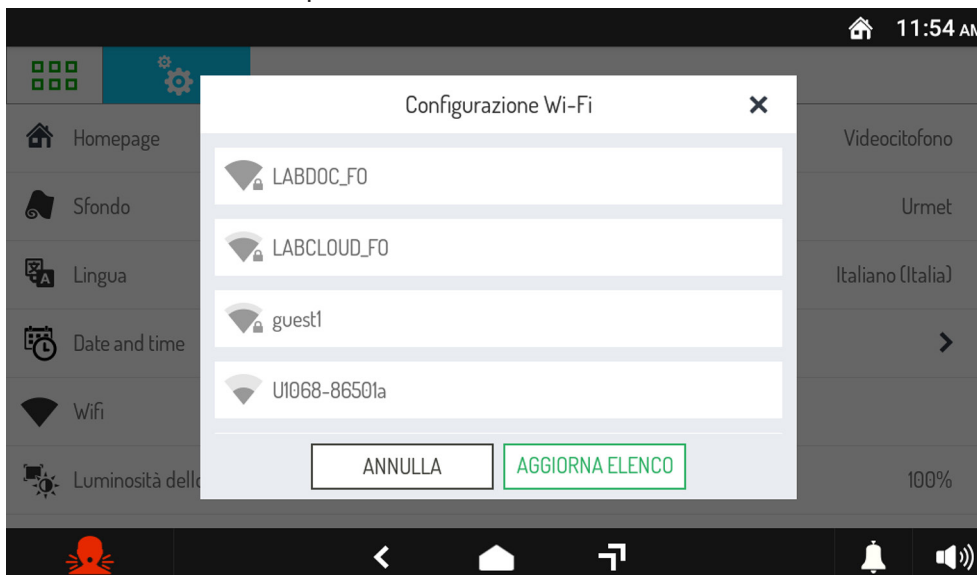 11:54 AM
Configurazione Wi-Fi
Homepage
Videocitofono
LABDOC_FO
Sfondo
Urmet
LABCLOUD_FO
Lingua
Italiano (Italia)
guest1
Date and time
U1068-86501a
Wifi
ANNULLA
AGGIORNA ELENCO
Luminosità dello
100%